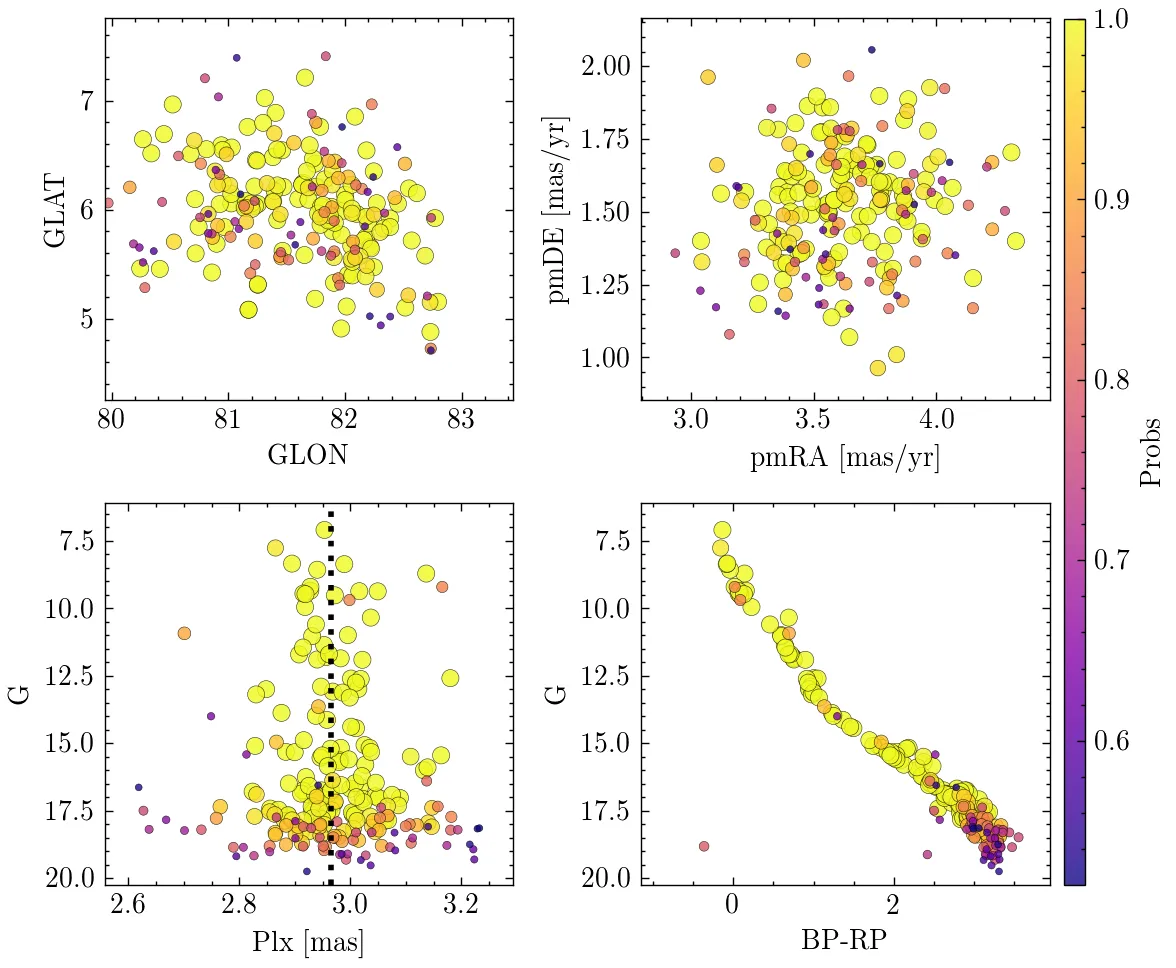 7
6
5
GLAT
80 81 82 83
GLON
2.00
1.75
1.50
1.25
1.00
pmDE [mas/yr]
3.0 3.5 4.0
pmRA [mas/yr]
1.0
0.9
0.8
0.7
0.6
Probs
7.5
10.0
12.5
15.0
17.5
20.0
G
2.6 2.8 3.0 3.2
Plx [mas]
7.5
10.0
12.5
15.0
17.5
20.0
G
0 2
BP-RP